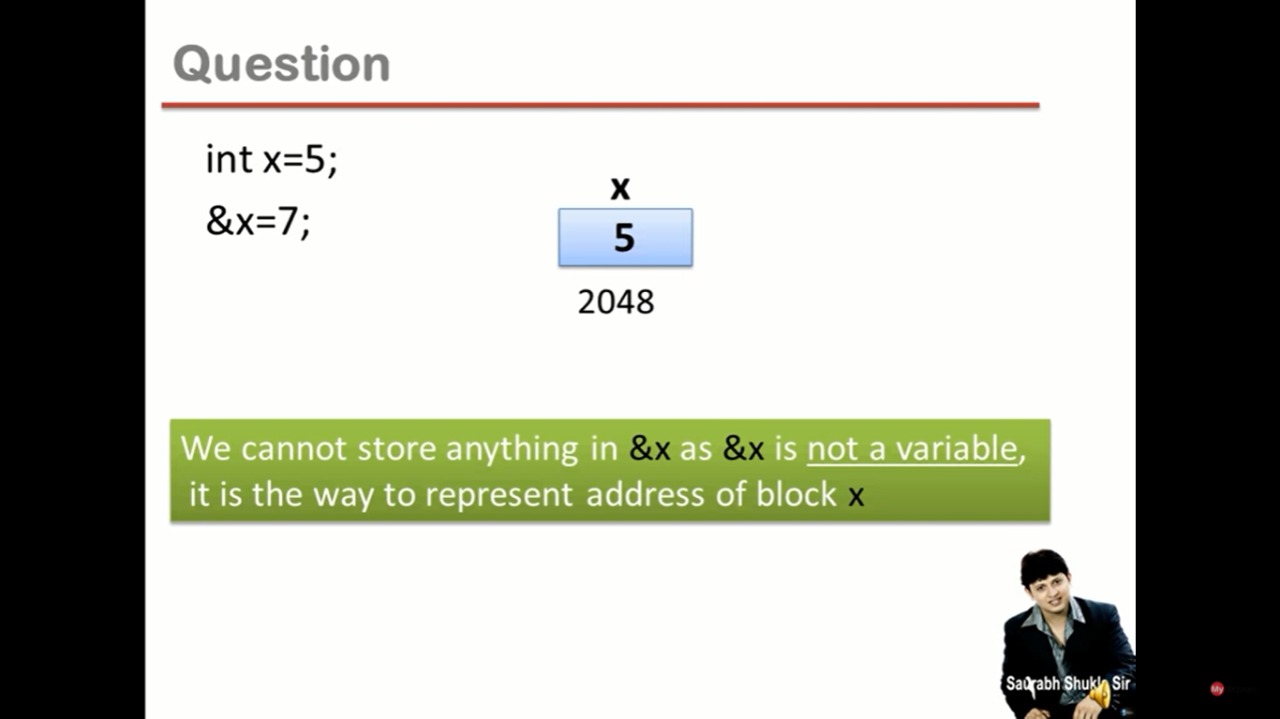 Question
int x=5;
&x=7;
x
5
2048
We cannot store anything in &x as &x is not a variable,
it is the way to represent address of block x
Saurabh Shukla Sir
My